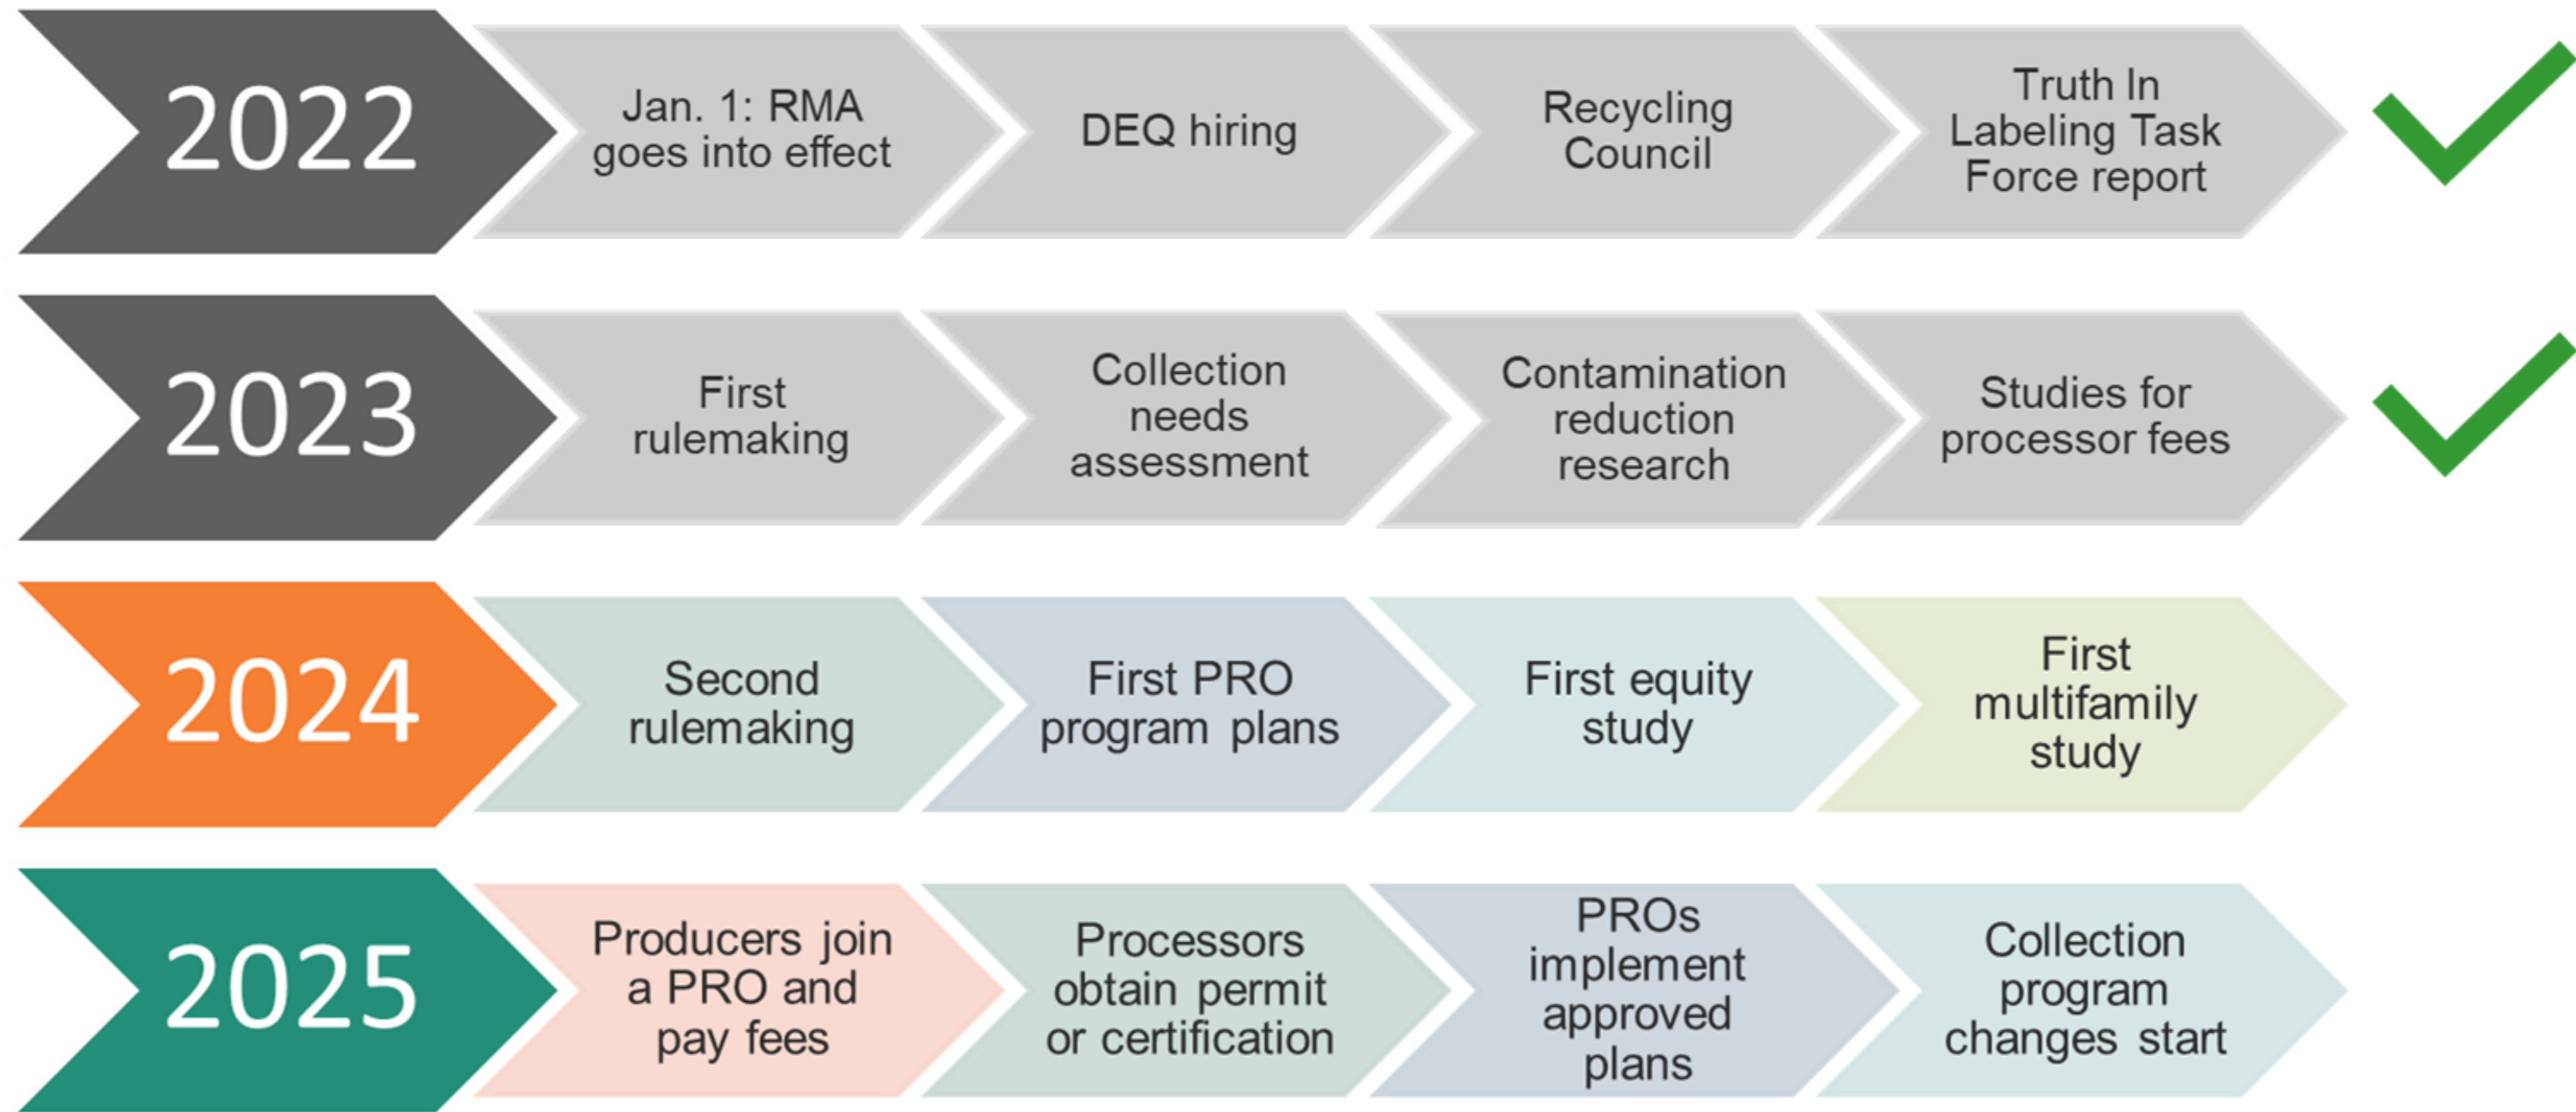 2022
Jan. 1: RMA
goes into effect
DEQ hiring
Recycling
Council
Truth In
Labeling Task
Force report
2023
First
rulemaking
Collection
needs
assessment
Contamination
reduction
research
Studies for
processor fees
2024
Second
rulemaking
First PRO
program plans
First equity
study
First
multifamily
study
2025
Producers join
a PRO and
pay fees
Processors
obtain permit
or certification
PROs
implement
approved
plans
Collection
program
changes start